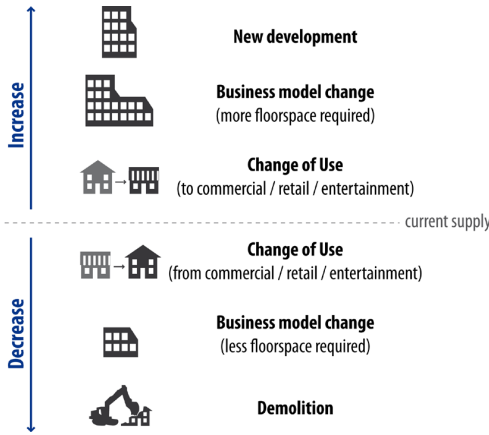 New development
Business model change
(more floorspace required)
Increase
Change of Use
(to commercial / retail / entertainment)
current supply
Change of Use
(from commercial / retail / entertainment)
Business model change
(less floorspace required)
Decrease
Demolition